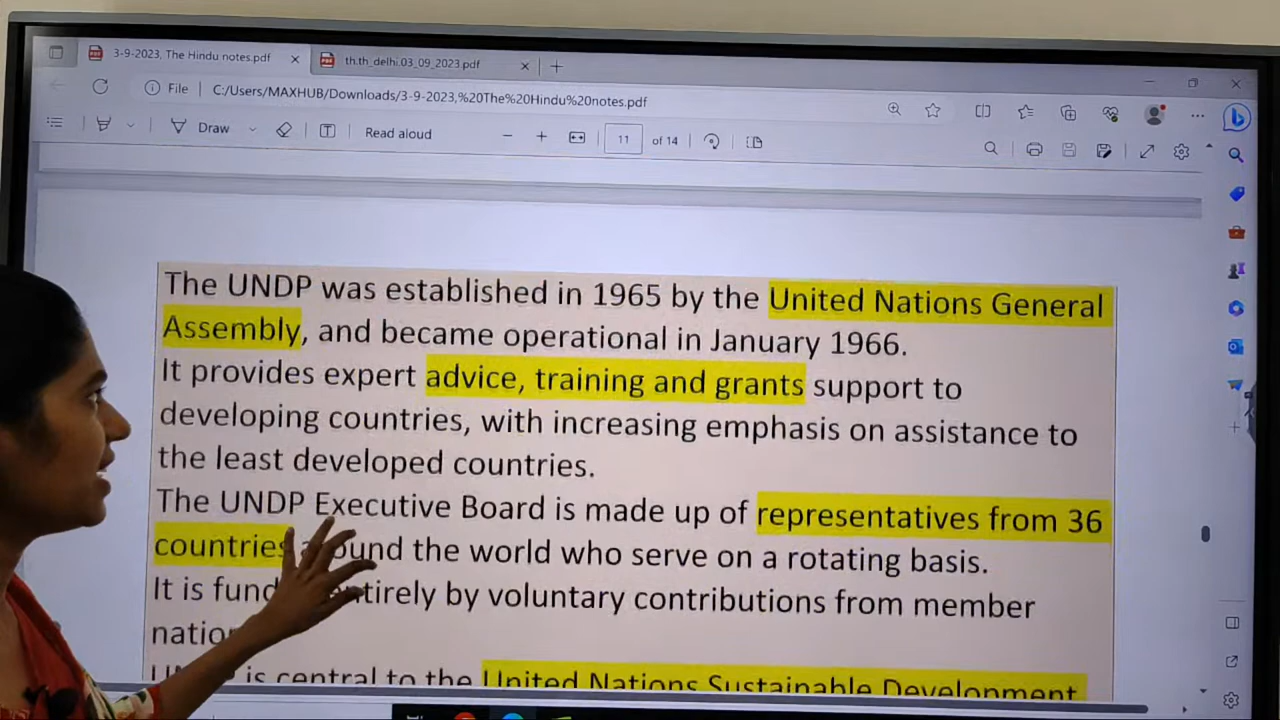 3-9-2023, The Hindu notes.pdf
th.th_delhi.03_09_2023.pdf
File
C:/Users/MAXHUB/Downloads/3-9-2023,%20The%20Hindu%20notes.pdf
Draw
Read aloud
11 of 14
The UNDP was established in 1965 by the United Nations General
Assembly, and became operational in January 1966.
It provides expert advice, training and grants support to
developing countries, with increasing emphasis on assistance to
the least developed countries.
The UNDP Executive Board is made up of representatives from 36
countries around the world who serve on a rotating basis.
It is fund entirely by voluntary contributions from member
natio
is central to the United Nations Sustainable Development